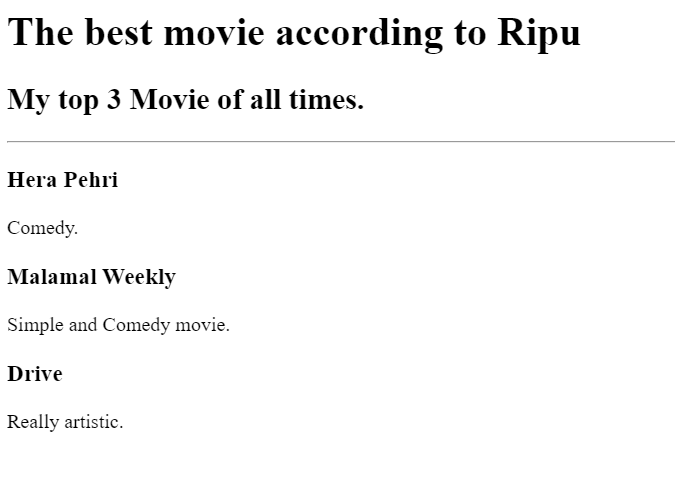 The best movie according to Ripu
My top 3 Movie of all times.
Hera Pehri
Comedy.
Malamal Weekly
Simple and Comedy movie.
Drive
Really artistic.